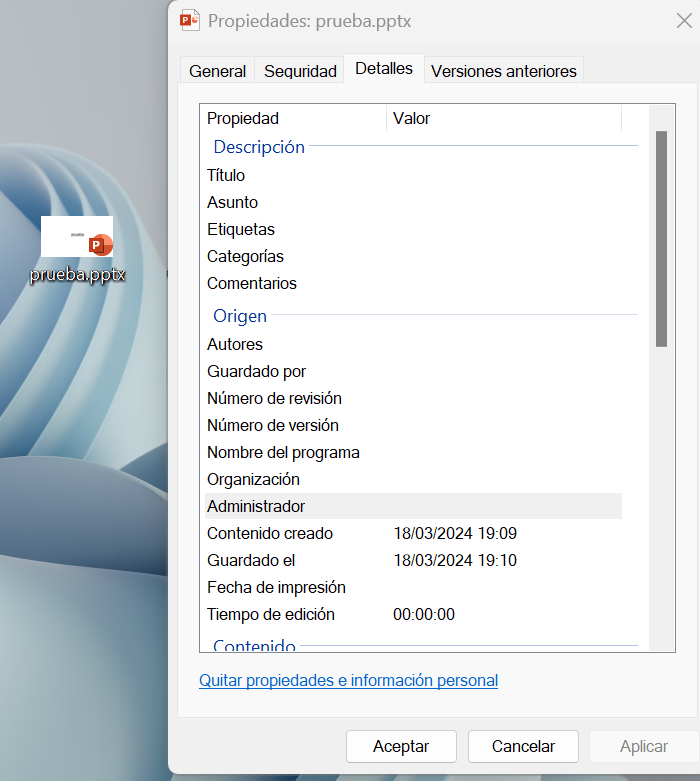 Propiedades: prueba.pptx
General Seguridad Detalles Versiones anteriores
Propiedad Valor
Descripción
Título
Asunto
Etiquetas
Categorías
Comentarios
Origen
Autores
Guardado por
Número de revisión
Número de versión
Nombre del programa
Organización
Administrador
Contenido creado 18/03/2024 19:09
Guardado el 18/03/2024 19:10
Fecha de impresión
Tiempo de edición 00:00:00
Contenido
Quitar propiedades e información personal
Aceptar Cancelar Aplicar
prueba
P
prueba.pptx